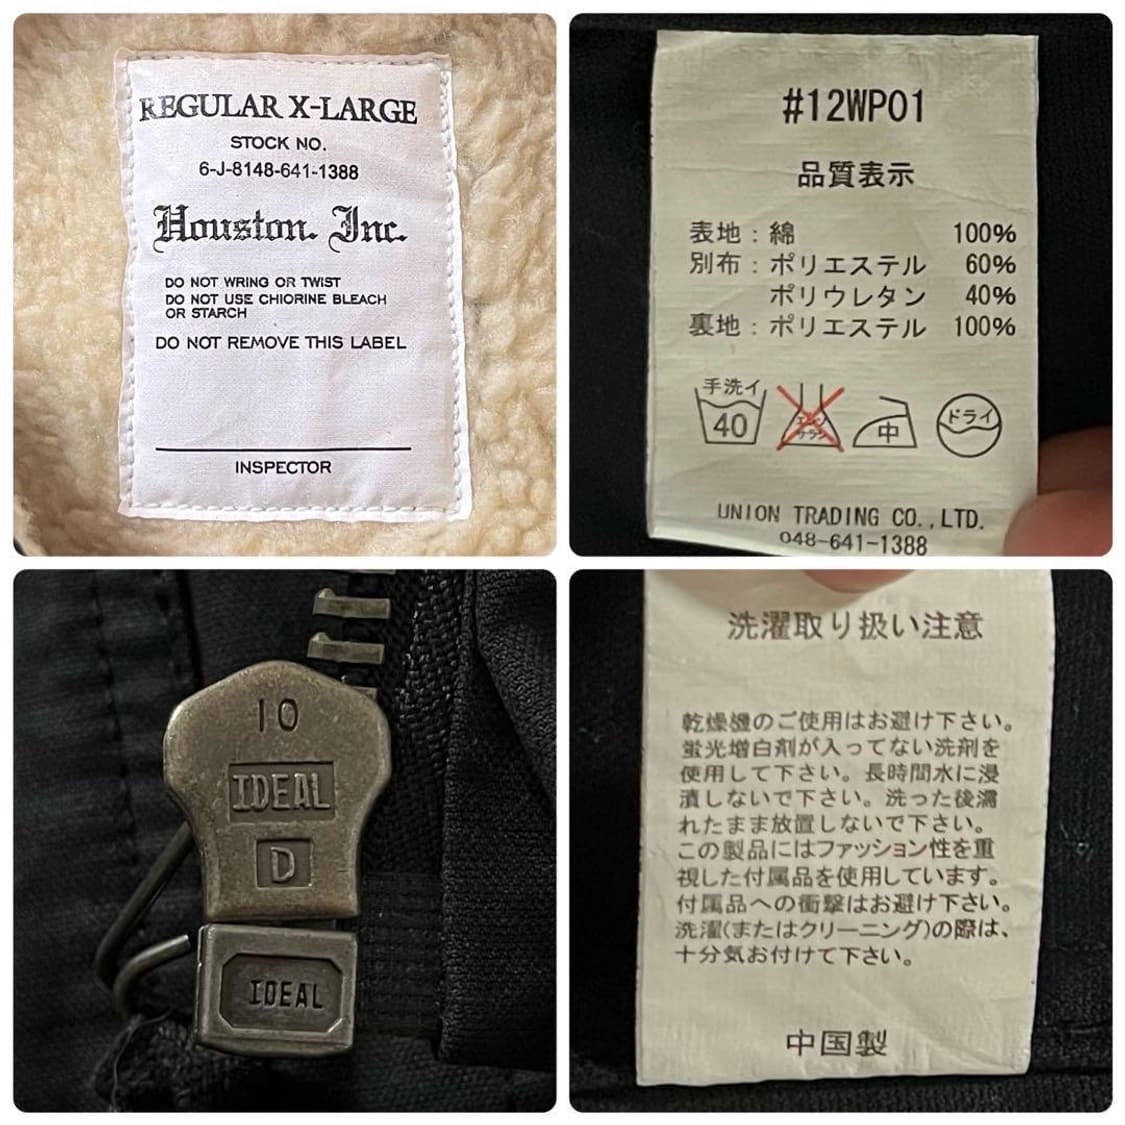 REGULAR X-LARGE
STOCK NO.
6-J-8148-641-1388
Houston. Inc.
DO NOT WRING OR TWIST
DO NOT USE CHIORINE BLEACH
OR STARCH
DO NOT REMOVE THIS LABEL
INSPECTOR
#12WP01
品質表示
表地：綿 100%
別布：ポリエステル 60%
ポリウレタン 40%
裏地：ポリエステル 100%
手洗イ
40
エンソ
サラシ
中
ドライ
UNION TRADING CO.,LTD.
048-641-1388
10
IDEAL
D
IDEAL
洗濯取り扱い注意
乾燥機のご使用はお避け下さい。
蛍光増白剤が入ってない洗剤を
使用して下さい。長時間水に浸
漬しないで下さい。洗った後濡
れたまま放置しないで下さい。
この製品にはファッション性を重
視した付属品を使用しています。
付属品への衝撃はお避け下さい。
洗濯(またはクリーニング)の際は、
十分気お付けて下さい。
中国製